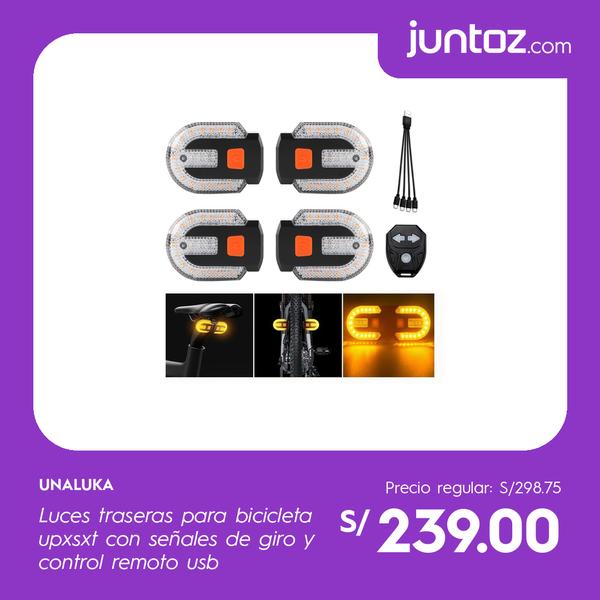 juntoz.com
UNALUKA
Luces traseras para bicicleta
upxsxt con señales de giro y
control remoto usb
Precio regular: S/298.75
S/ 239.00